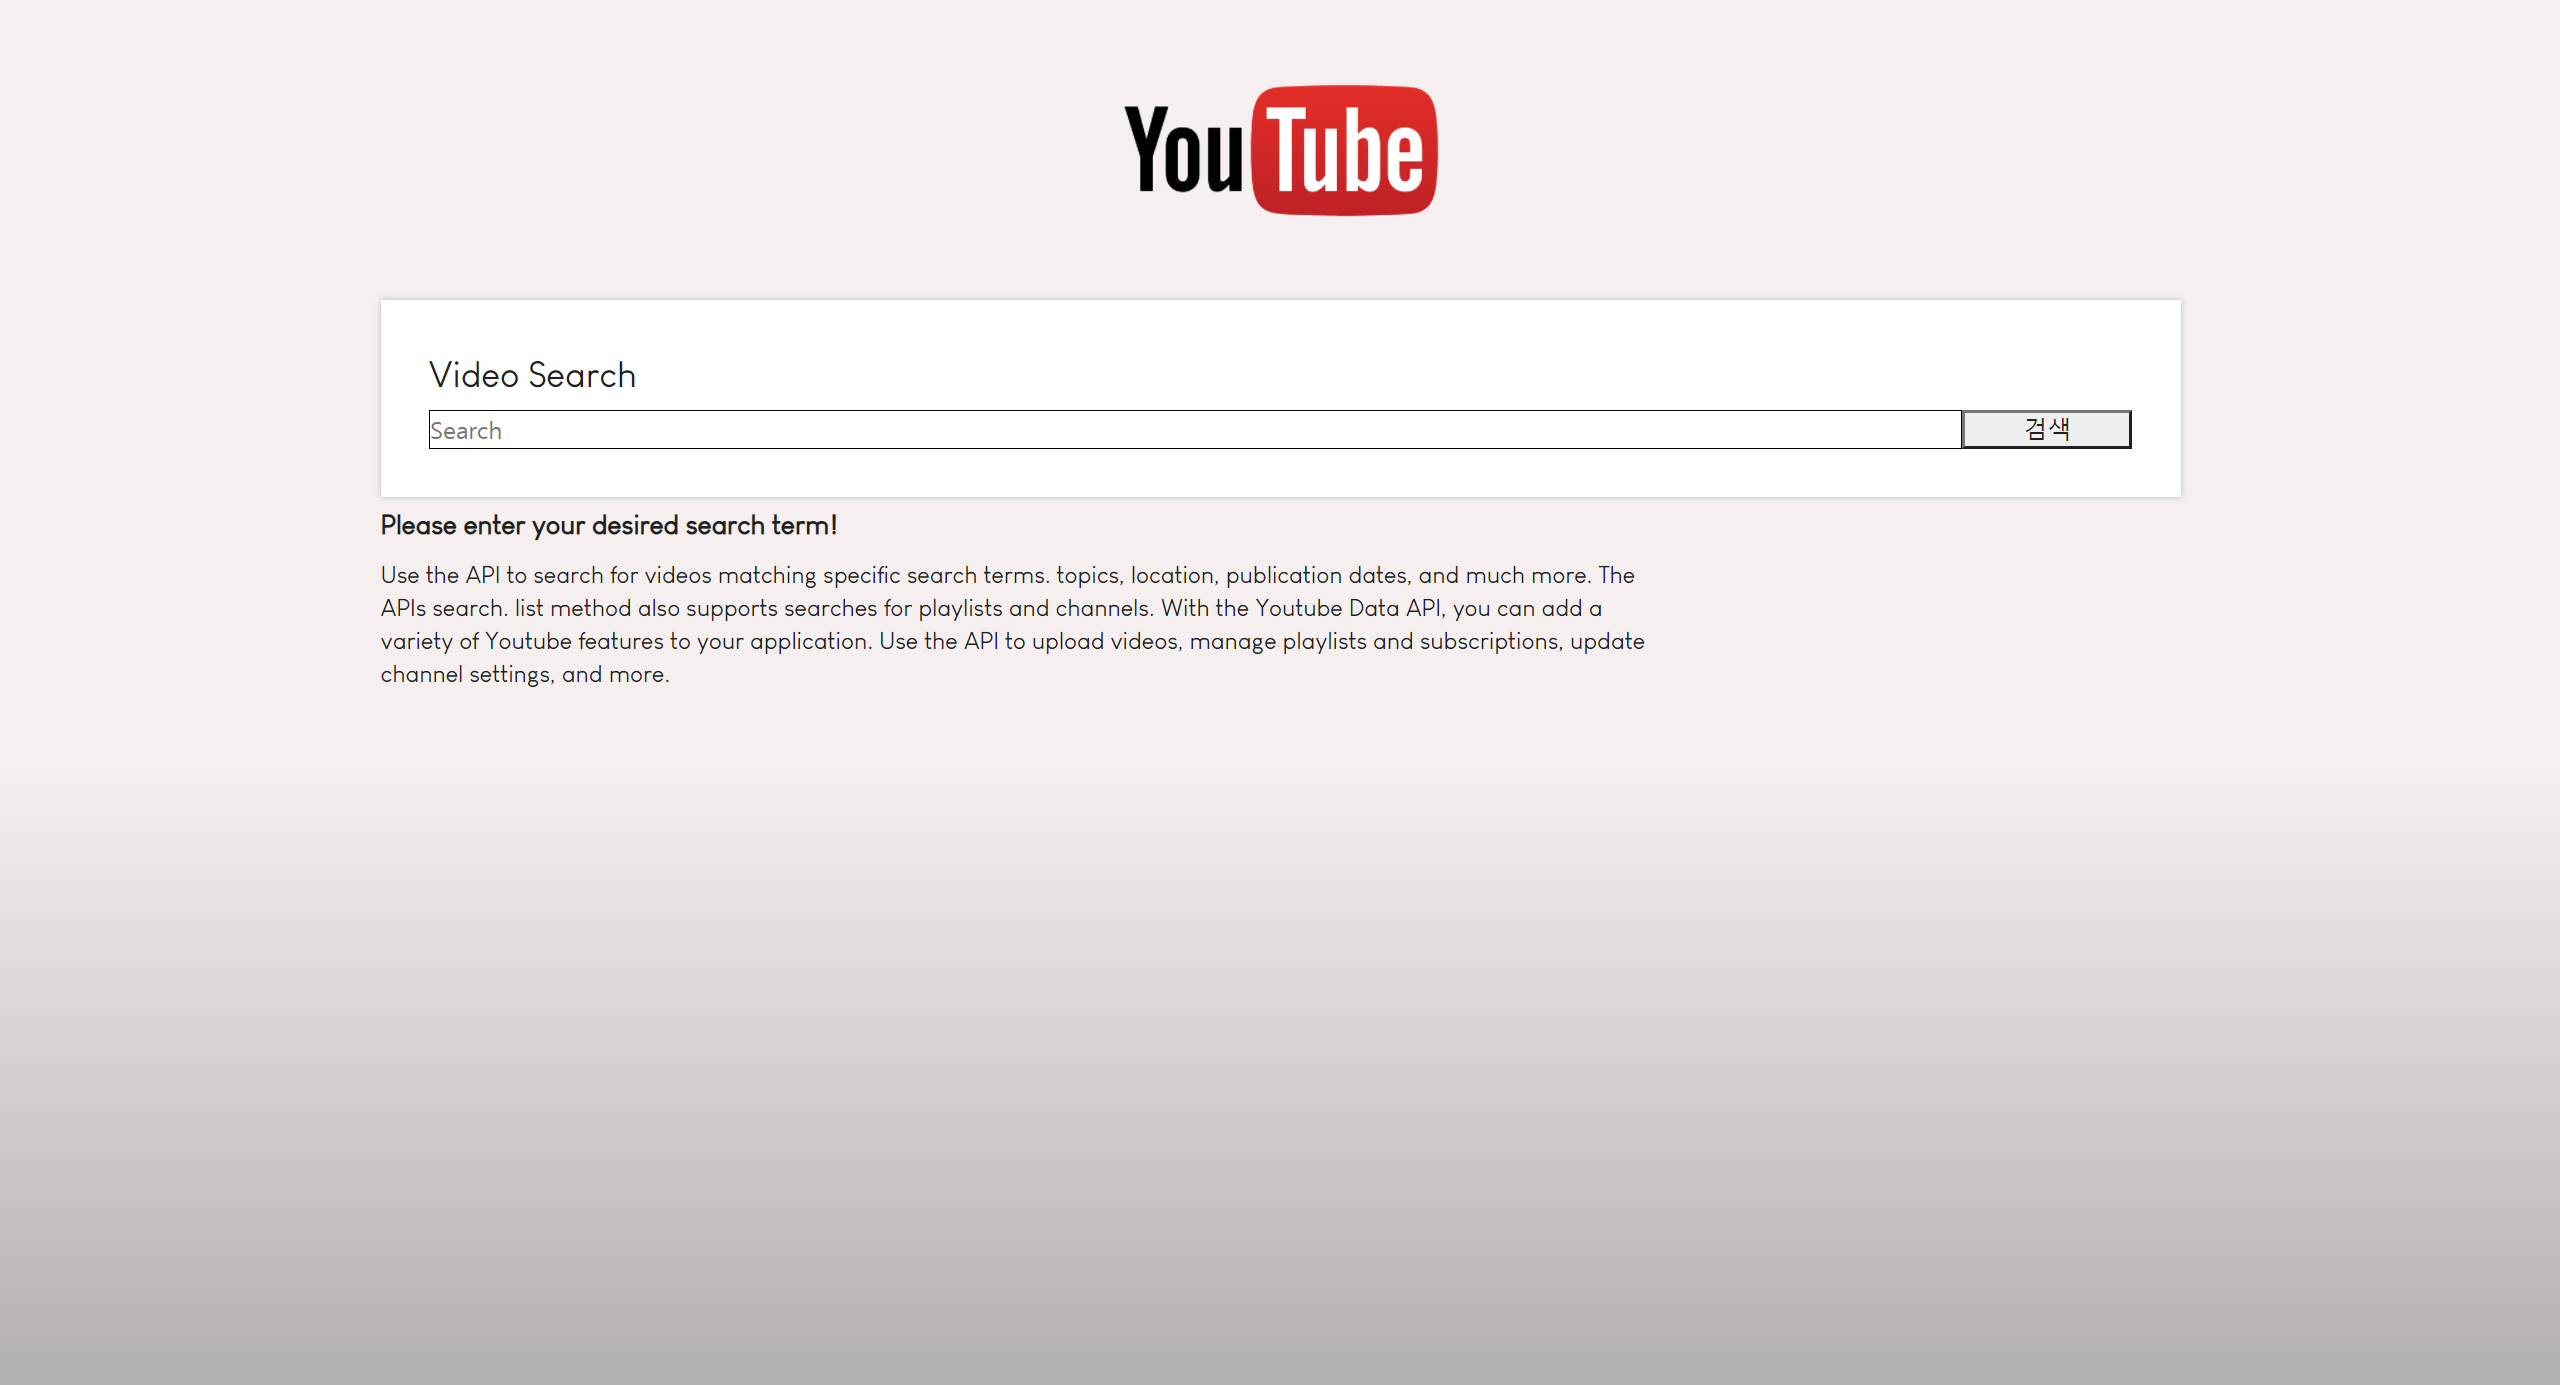 YouTube
Video Search
Search
검색
Please enter your desired search term!
Use the API to search for videos matching specific search terms. topics, location, publication dates, and much more. The
APIs search. list method also supports searches for playlists and channels. With the Youtube Data API, you can add a
variety of Youtube features to your application. Use the API to upload videos, manage playlists and subscriptions, update
channel settings, and more.